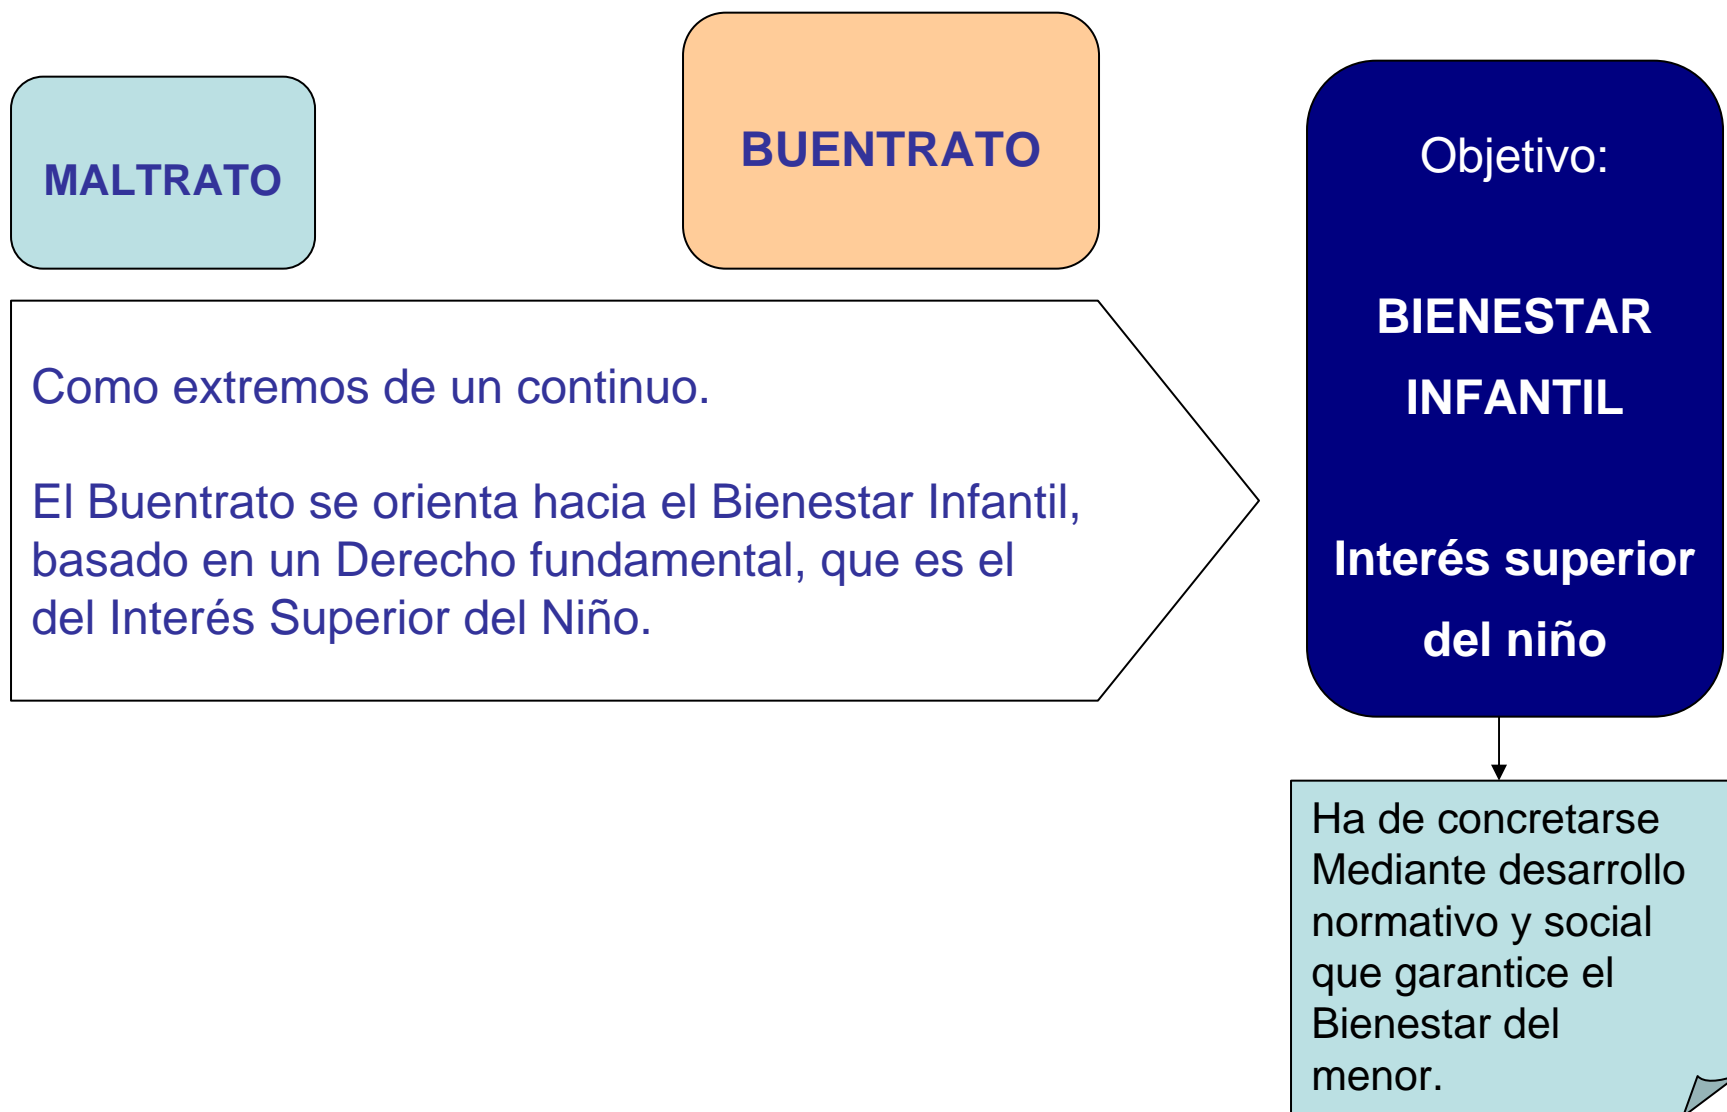 MALTRATO
BUENTRATO
Como extremos de un continuo.
El Buentrato se orienta hacia el Bienestar Infantil,
basado en un Derecho fundamental, que es el
del Interés Superior del Niño.
Objetivo:
BIENESTAR
INFANTIL
Interés superior
del niño
Ha de concretarse
Mediante desarrollo
normativo y social
que garantice el
Bienestar del
menor.